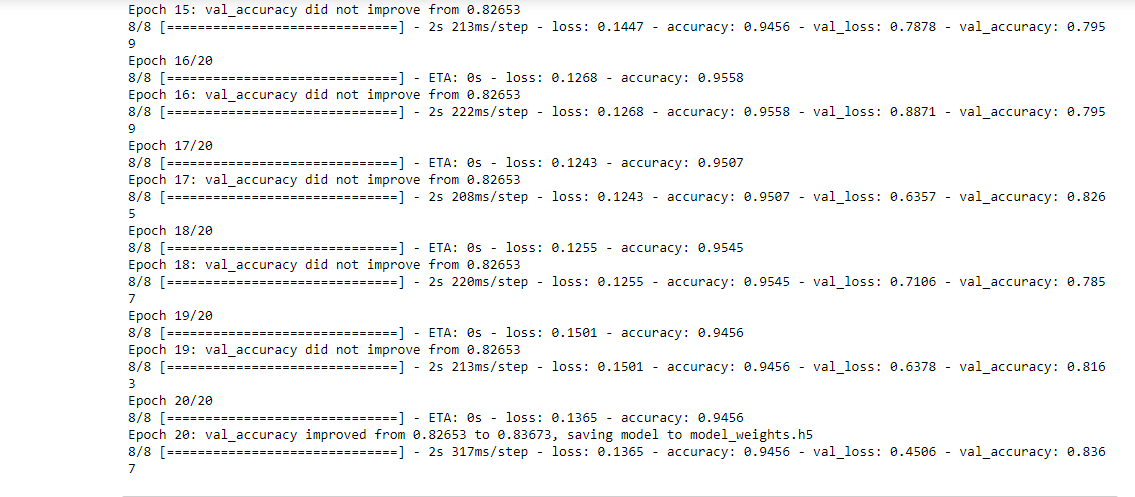 Epoch 15: val_accuracy did not improve from 0.82653
8/8 [==============================] - 2s 213ms/step - loss: 0.1447 - accuracy: 0.9456 - val_loss: 0.7878 - val_accuracy: 0.795
9
Epoch 16/20
8/8 [==============================] - ETA: 0s - loss: 0.1268 - accuracy: 0.9558
Epoch 16: val_accuracy did not improve from 0.82653
8/8 [==============================] - 2s 222ms/step - loss: 0.1268 - accuracy: 0.9558 - val_loss: 0.8871 - val_accuracy: 0.795
9
Epoch 17/20
8/8 [==============================] - ETA: 0s - loss: 0.1243 - accuracy: 0.9507
Epoch 17: val_accuracy did not improve from 0.82653
8/8 [==============================] - 2s 208ms/step - loss: 0.1243 - accuracy: 0.9507 - val_loss: 0.6357 - val_accuracy: 0.826
5
Epoch 18/20
8/8 [==============================] - ETA: 0s - loss: 0.1255 - accuracy: 0.9545
Epoch 18: val_accuracy did not improve from 0.82653
8/8 [==============================] - 2s 220ms/step - loss: 0.1255 - accuracy: 0.9545 - val_loss: 0.7106 - val_accuracy: 0.785
7
Epoch 19/20
8/8 [==============================] - ETA: 0s - loss: 0.1501 - accuracy: 0.9456
Epoch 19: val_accuracy did not improve from 0.82653
8/8 [==============================] - 2s 213ms/step - loss: 0.1501 - accuracy: 0.9456 - val_loss: 0.6378 - val_accuracy: 0.816
3
Epoch 20/20
8/8 [==============================] - ETA: 0s - loss: 0.1365 - accuracy: 0.9456
Epoch 20: val_accuracy improved from 0.82653 to 0.83673, saving model to model_weights.h5
8/8 [==============================] - 2s 317ms/step - loss: 0.1365 - accuracy: 0.9456 - val_loss: 0.4506 - val_accuracy: 0.836
7